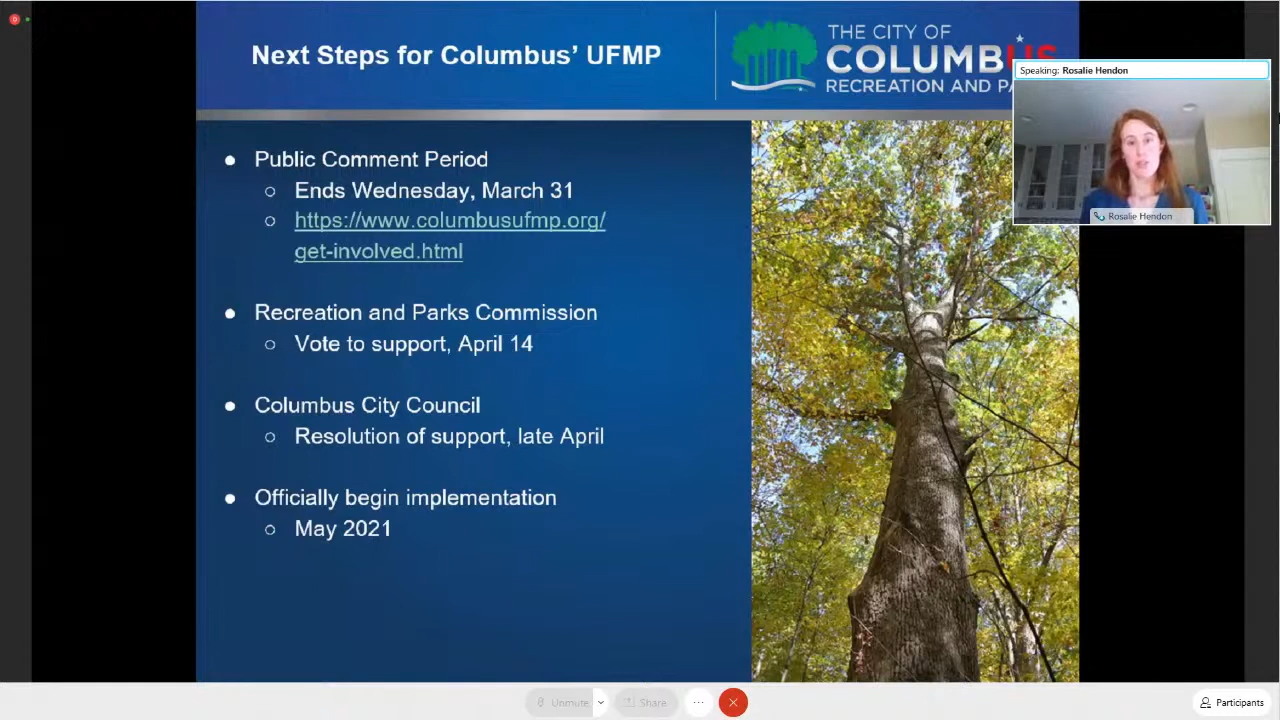 Next Steps for Columbus' UFMP
THE CITY OF
COLUMBUS
RECREATION AND
Speaking: Rosalie Hendon
Rosalie Hendon
● Public Comment Period
○ Ends Wednesday, March 31
○ https://www.columbusufmp.org/
get-involved.html
● Recreation and Parks Commission
○ Vote to support, April 14
● Columbus City Council
○ Resolution of support, late April
● Officially begin implementation
○ May 2021
Unmute
Share
Participants